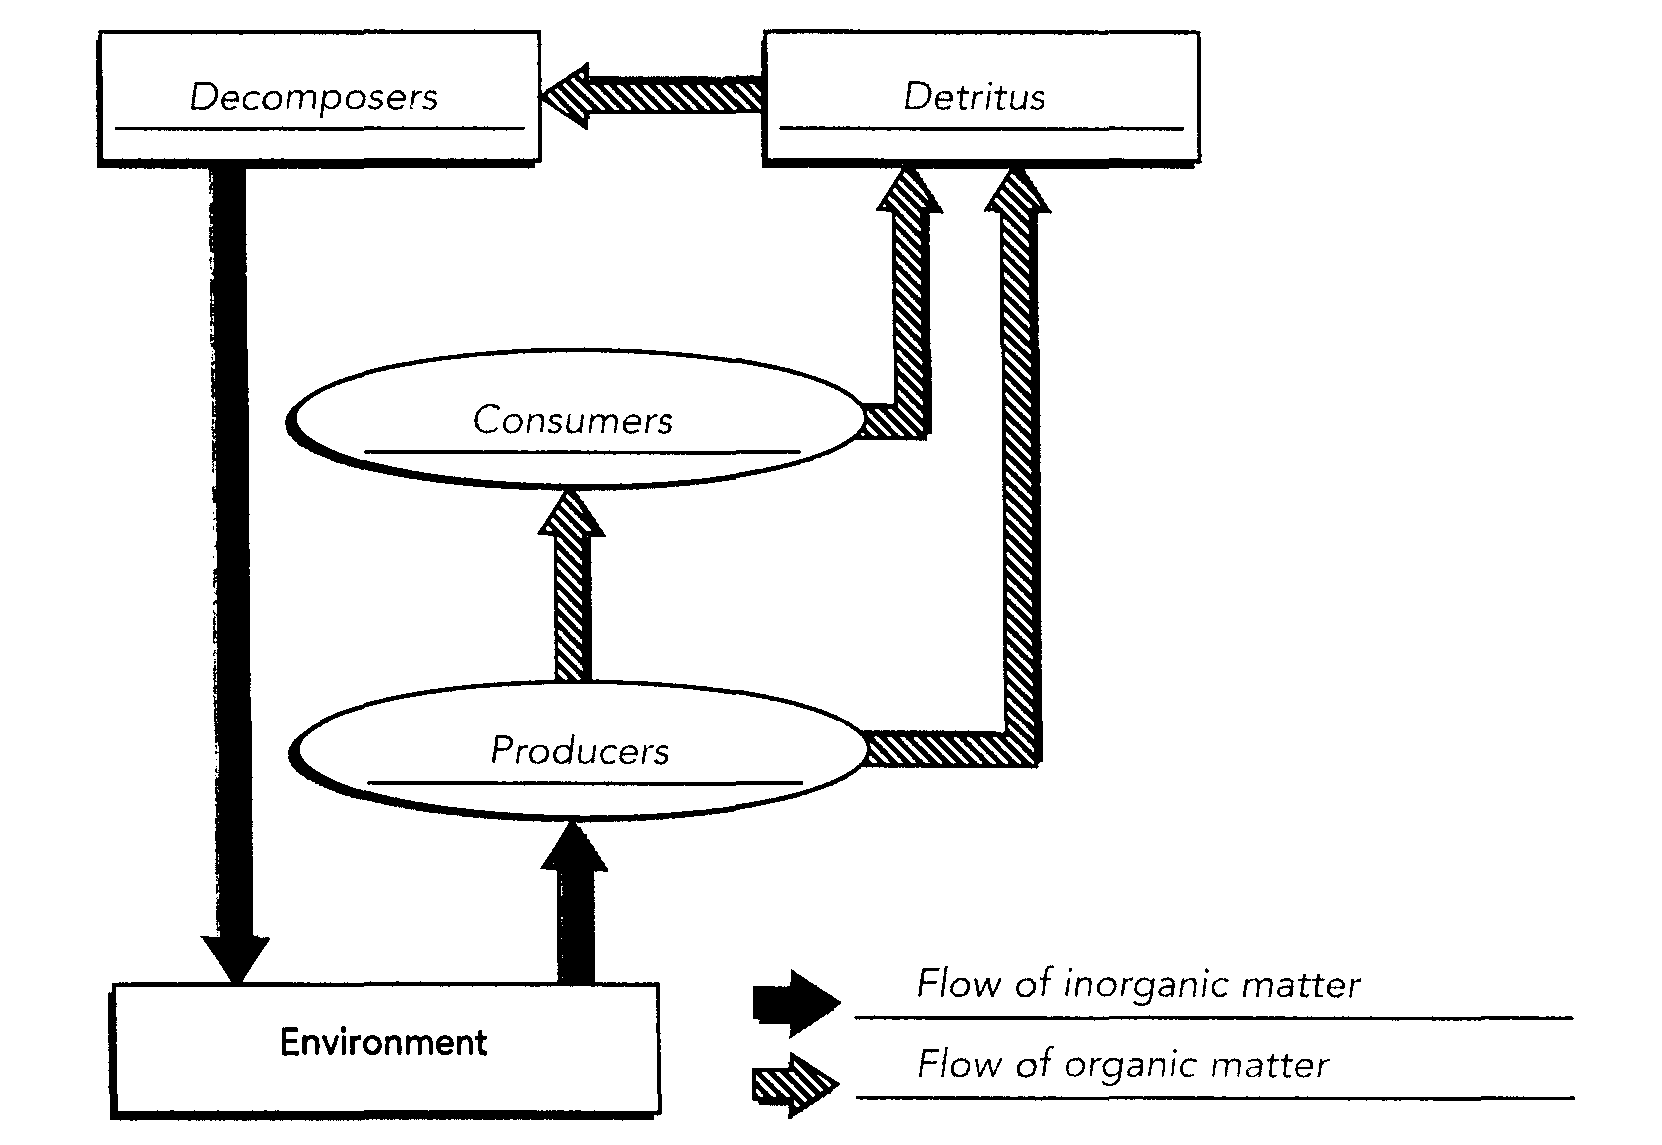 Decomposers
Detritus
Consumers
Producers
Environment
Flow of inorganic matter
Flow of organic matter